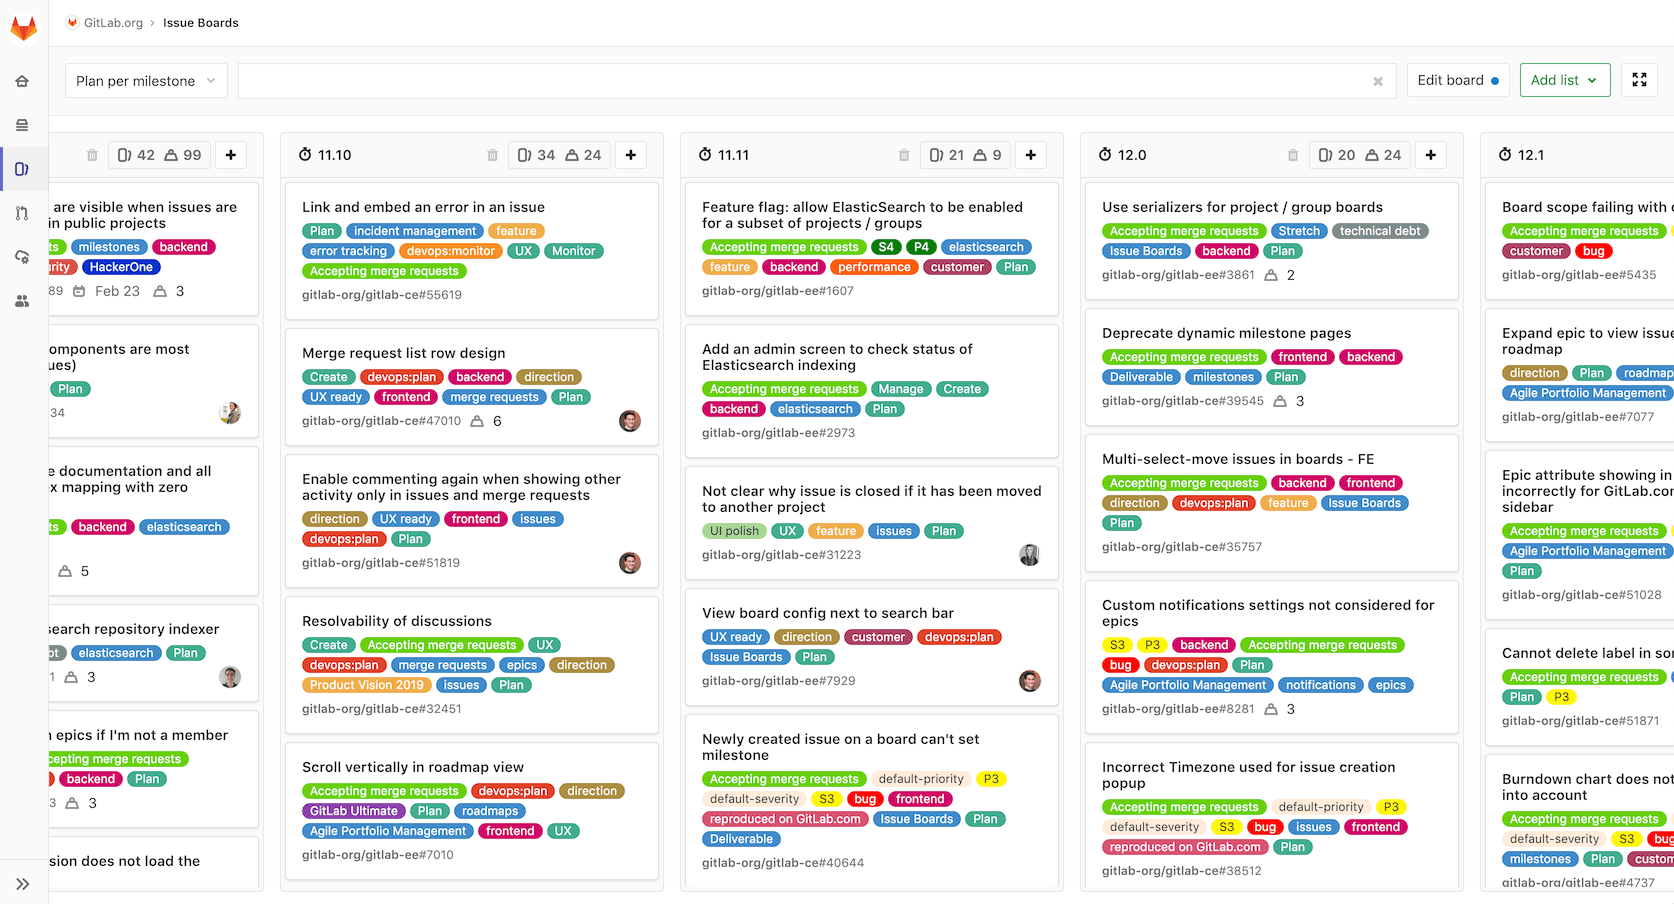 GitLab.org › Issue Boards
Plan per milestone
Edit board
Add list
42 99
are visible when issues are
in public projects
milestones backend
HackerOne
89 Feb 23 3
omponents are most
ues)
Plan
34
e documentation and all
x mapping with zero
backend elasticsearch
5
search repository indexer
elasticsearch Plan
1 3
n epics if I'm not a member
cepting merge requests
backend Plan
3 3
sion does not load the
11.10 34 24
Link and embed an error in an issue
Plan incident management feature
error tracking devops:monitor UX Monitor
Accepting merge requests
gitlab-org/gitlab-ce#55619
Merge request list row design
Create devops:plan backend direction
UX ready frontend merge requests Plan
gitlab-org/gitlab-ce#47010 6
Enable commenting again when showing other
activity only in issues and merge requests
direction UX ready frontend issues
devops:plan Plan
gitlab-org/gitlab-ce#51819
Resolvability of discussions
Create Accepting merge requests UX
devops:plan merge requests epics direction
Product Vision 2019 issues Plan
gitlab-org/gitlab-ce#32451
Scroll vertically in roadmap view
Accepting merge requests devops:plan direction
GitLab Ultimate Plan roadmaps
Agile Portfolio Management frontend UX
gitlab-org/gitlab-ee#7010
11.11 21 9
Feature flag: allow ElasticSearch to be enabled
for a subset of projects / groups
Accepting merge requests S4 P4 elasticsearch
feature backend performance customer Plan
gitlab-org/gitlab-ee#1607
Add an admin screen to check status of
Elasticsearch indexing
Accepting merge requests Manage Create
backend elasticsearch Plan
gitlab-org/gitlab-ee#2973
Not clear why issue is closed if it has been moved
to another project
UI polish UX feature issues Plan
gitlab-org/gitlab-ce#31223
View board config next to search bar
UX ready direction customer devops:plan
Issue Boards Plan
gitlab-org/gitlab-ee#7929
Newly created issue on a board can't set
milestone
Accepting merge requests default-priority P3
default-severity S3 bug frontend
reproduced on GitLab.com Issue Boards Plan
Deliverable
gitlab-org/gitlab-ce#40644
12.0 20 24
Use serializers for project / group boards
Accepting merge requests Stretch technical debt
Issue Boards backend Plan
gitlab-org/gitlab-ee#3861 2
Deprecate dynamic milestone pages
Accepting merge requests frontend backend
Deliverable milestones Plan
gitlab-org/gitlab-ce#39545 3
Multi-select-move issues in boards - FE
Accepting merge requests backend frontend
direction devops:plan feature Issue Boards
Plan
gitlab-org/gitlab-ce#35757
Custom notifications settings not considered for
epics
S3 P3 backend Accepting merge requests
bug devops:plan Plan
Agile Portfolio Management notifications epics
gitlab-org/gitlab-ee#8281 3
Incorrect Timezone used for issue creation
popup
Accepting merge requests default-priority P3
default-severity S3 bug issues frontend
reproduced on GitLab.com Plan
gitlab-org/gitlab-ce#38512
12.1
Board scope failing with
Accepting merge requests
customer bug
gitlab-org/gitlab-ee#5435
Expand epic to view issue
roadmap
direction Plan roadmap
Agile Portfolio Management
gitlab-org/gitlab-ee#7077
Epic attribute showing in
incorrectly for GitLab.com
sidebar
Accepting merge requests
Agile Portfolio Management
Plan
gitlab-org/gitlab-ce#51028
Cannot delete label in
Accepting merge requests
Plan P3
gitlab-org/gitlab-ce#51871
Burndown chart does not
into account
Accepting merge requests
default-severity S3 bug
milestones Plan custom
gitlab-org/gitlab-ee#4737